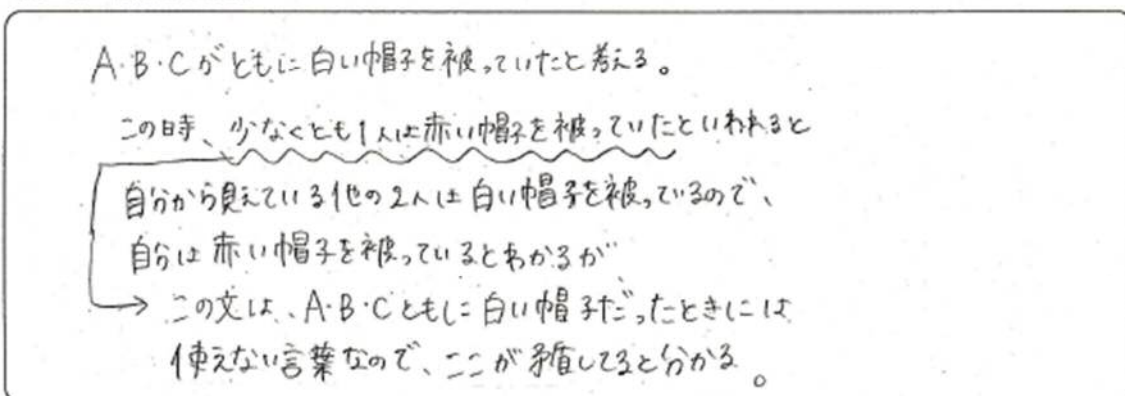 A・B・Cがともに白い帽子を被っていたと考える。
この時、少なくとも1人は赤い帽子を被っていたといわれると
自分から見えている他の2人は白い帽子を被っているので、
自分は赤い帽子を被っているとわかるが
この文は、A・B・Cともに白い帽子だったときには
使えない言葉なので、ここが矛盾してると分かる。